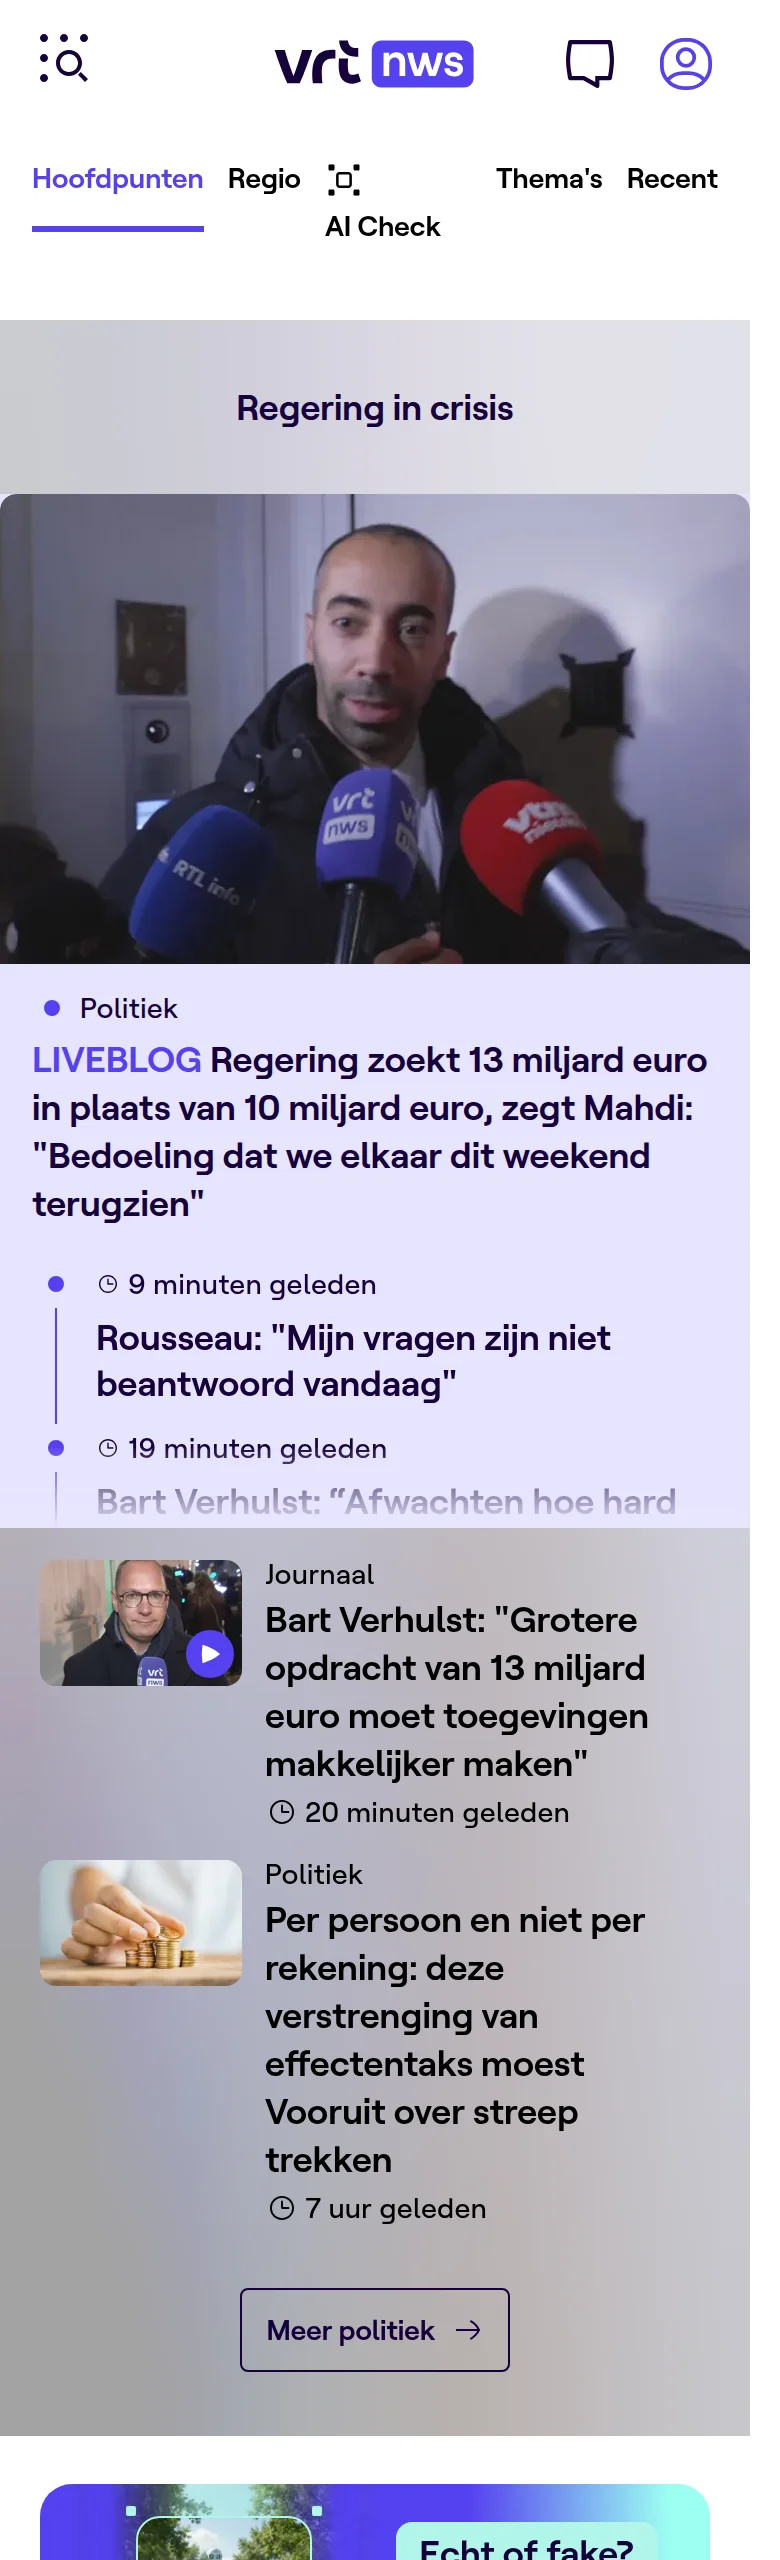 vrt nws
Hoofdpunten Regio AI Check Thema's Recent
Regering in crisis
RTL info
vrt
nws
vtm
nieuws
Politiek
LIVEBLOG Regering zoekt 13 miljard euro
in plaats van 10 miljard euro, zegt Mahdi:
"Bedoeling dat we elkaar dit weekend
terugzien"
9 minuten geleden
Rousseau: "Mijn vragen zijn niet
beantwoord vandaag"
19 minuten geleden
Bart Verhulst: “Afwachten hoe hard
vrt
nws
Journaal
Bart Verhulst: "Grotere
opdracht van 13 miljard
euro moet toegevingen
makkelijker maken"
20 minuten geleden
Politiek
Per persoon en niet per
rekening: deze
verstrenging van
effectentaks moest
Vooruit over streep
trekken
7 uur geleden
Meer politiek
Echt of fake?